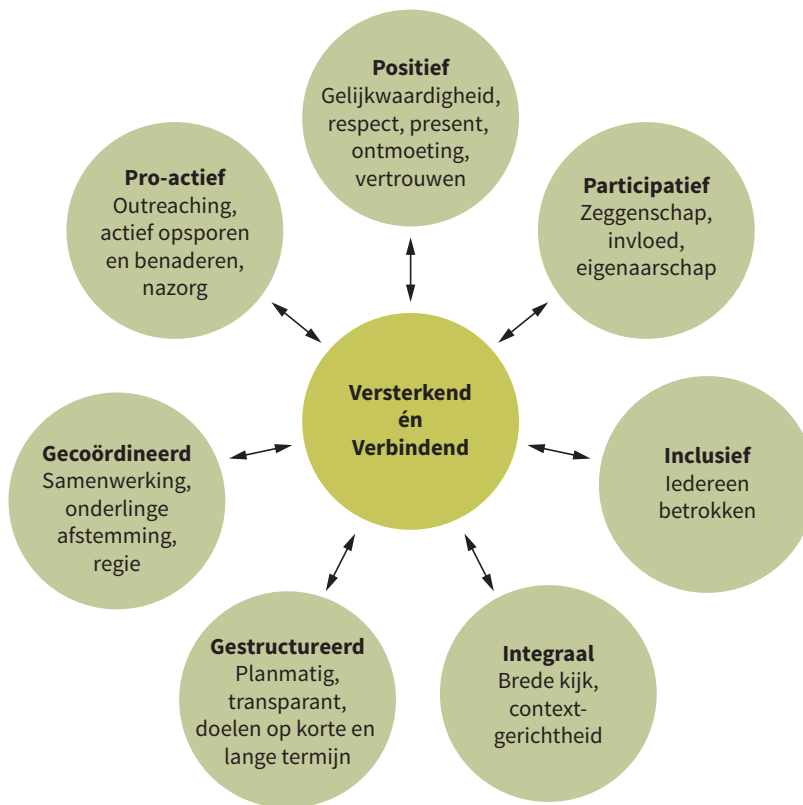 Positief
Gelijkwaardigheid,
respect, present,
ontmoeting,
vertrouwen
Pro-actief
Outreaching,
actief opsporen
en benaderen,
nazorg
Participatief
Zeggenschap,
invloed,
eigenaarschap
Versterkend
én
Verbindend
Gecoördineerd
Samenwerking,
onderlinge
afstemming,
regie
Inclusief
Iedereen
betrokken
Gestructureerd
Planmatig,
transparant,
doelen op korte en
lange termijn
Integraal
Brede kijk,
context-
gerichtheid